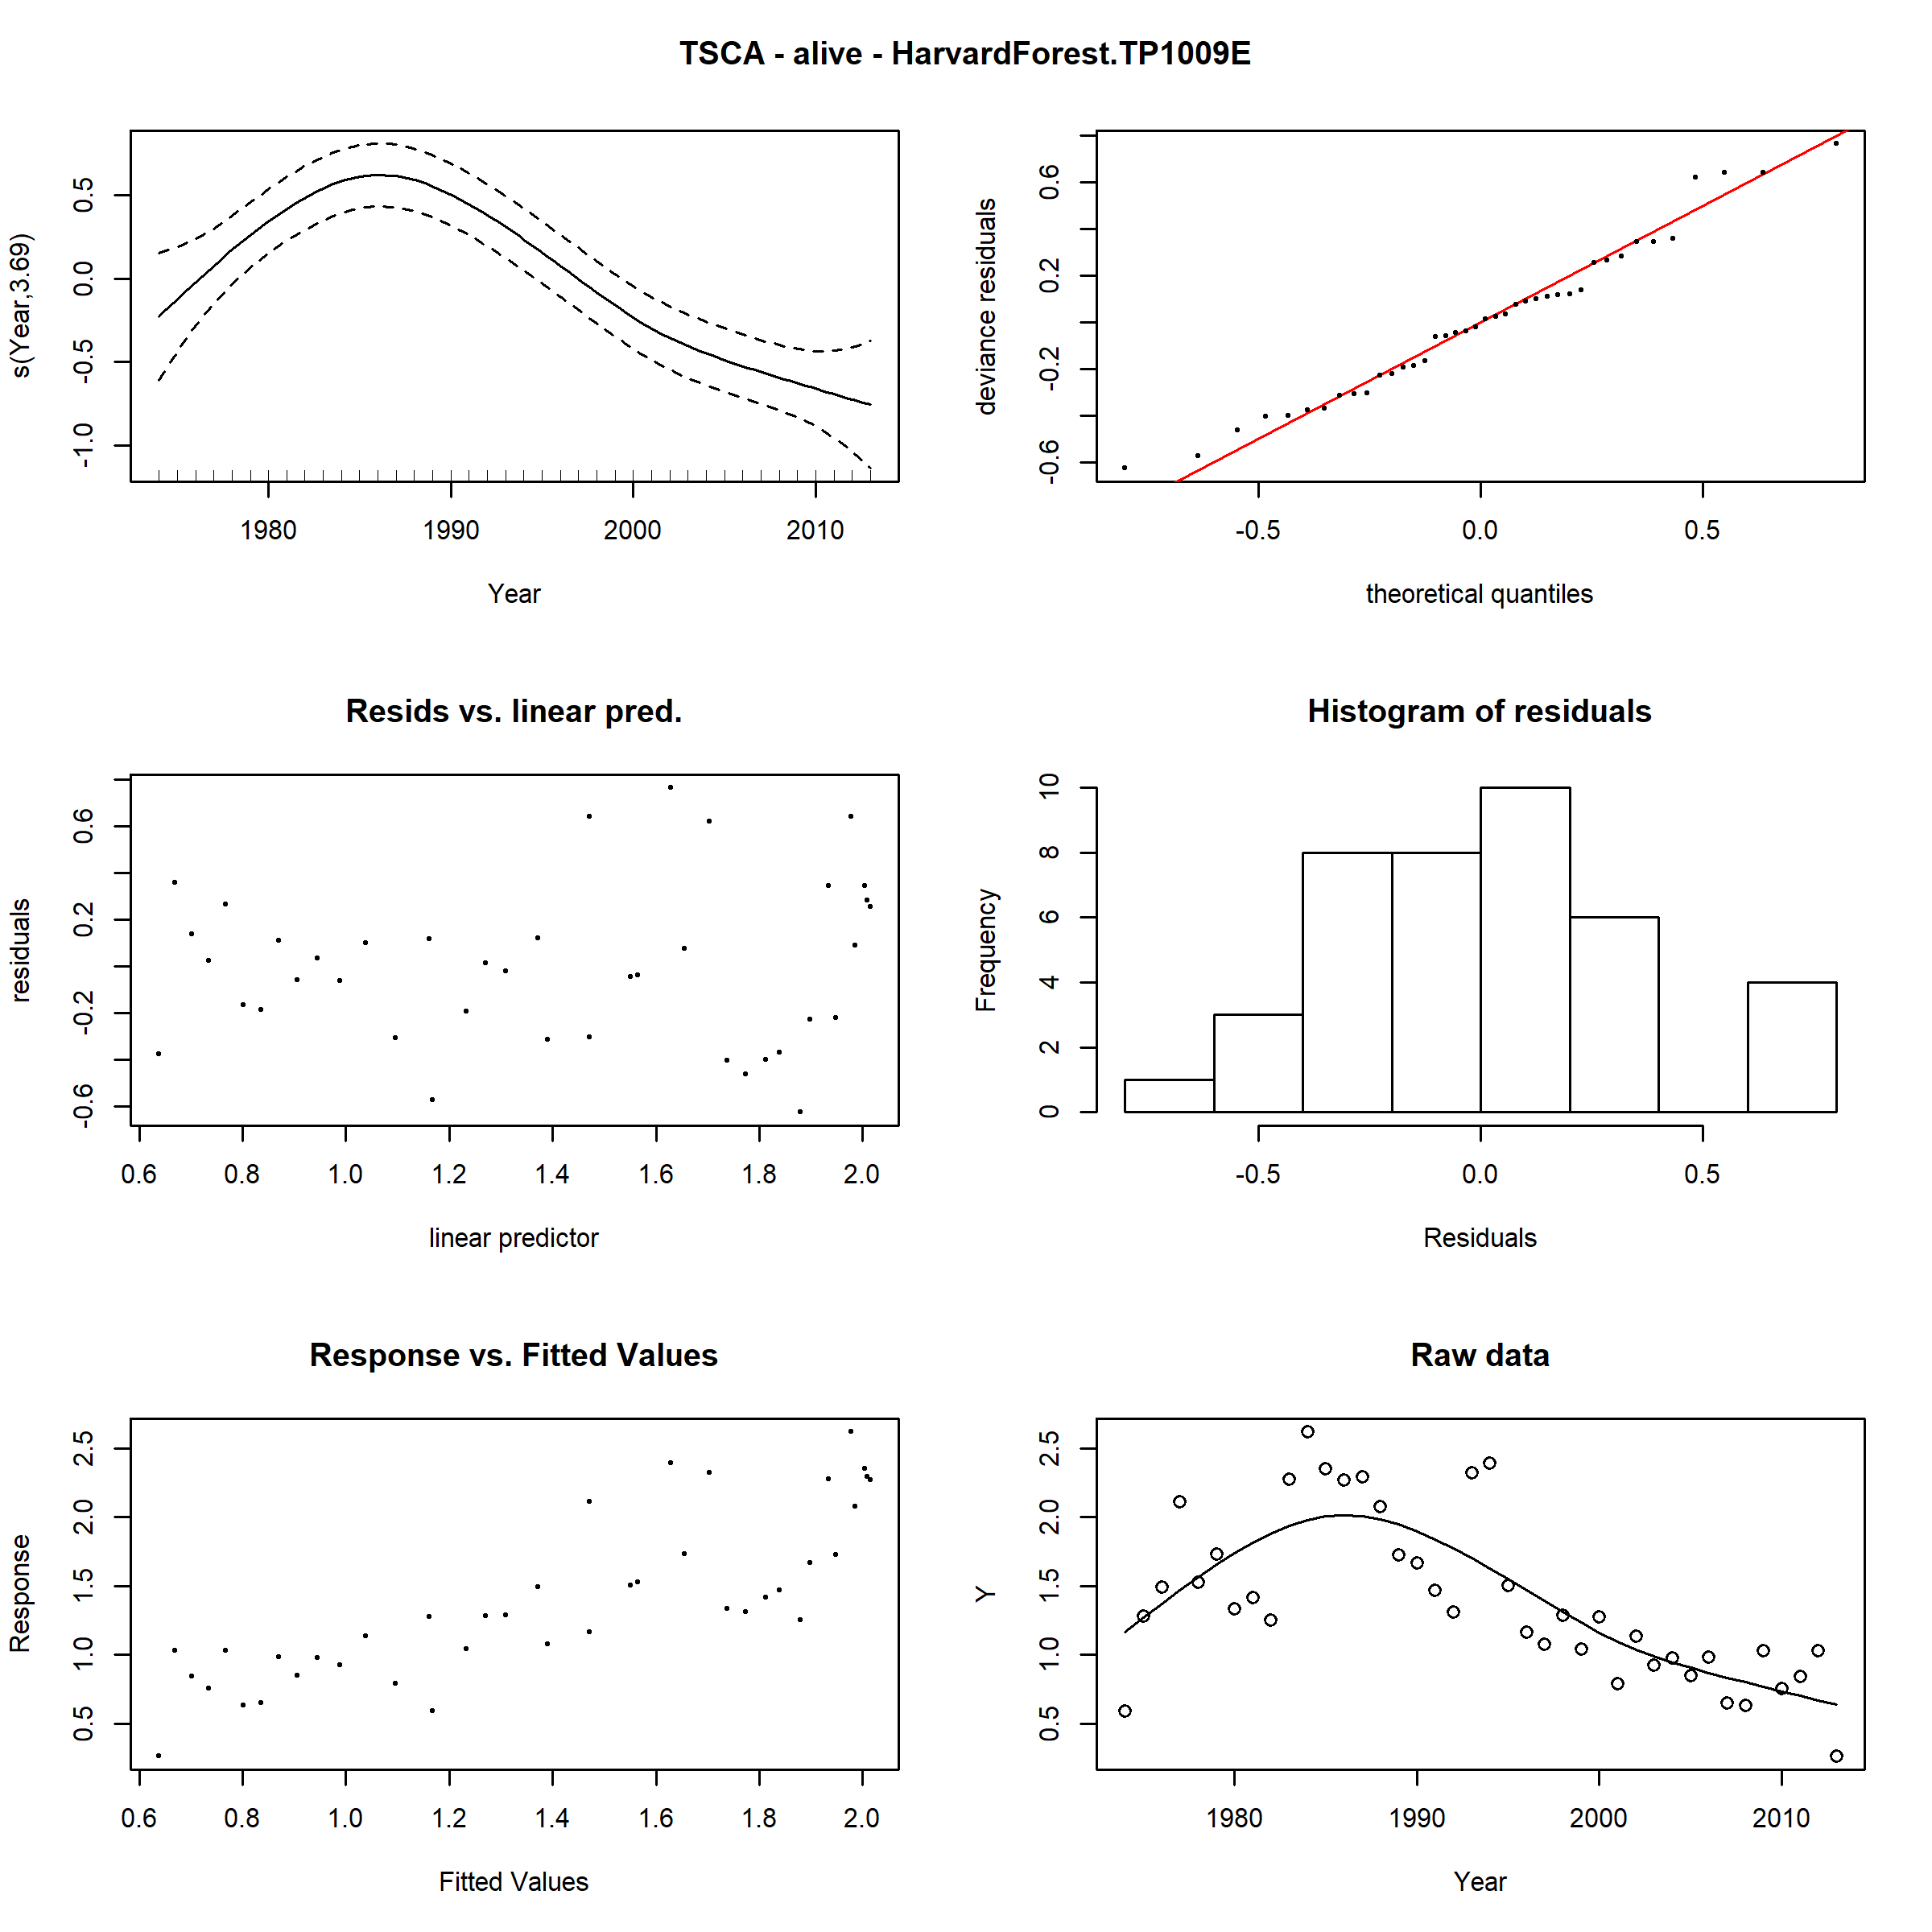 TSCA - alive - HarvardForest.TP1009E
s(Year,3.69)
0.5
0.0
-0.5
-1.0
1980 1990 2000 2010
Year
deviance residuals
0.6
0.2
-0.2
-0.6
-0.5 0.0 0.5
theoretical quantiles
Resids vs. linear pred.
residuals
0.6
0.2
-0.2
-0.6
0.6 0.8 1.0 1.2 1.4 1.6 1.8 2.0
linear predictor
Histogram of residuals
Frequency
10
8
6
4
2
0
-0.5 0.0 0.5
Residuals
Response vs. Fitted Values
Response
2.5
2.0
1.5
1.0
0.5
0.6 0.8 1.0 1.2 1.4 1.6 1.8 2.0
Fitted Values
Raw data
Y
2.5
2.0
1.5
1.0
0.5
1980 1990 2000 2010
Year